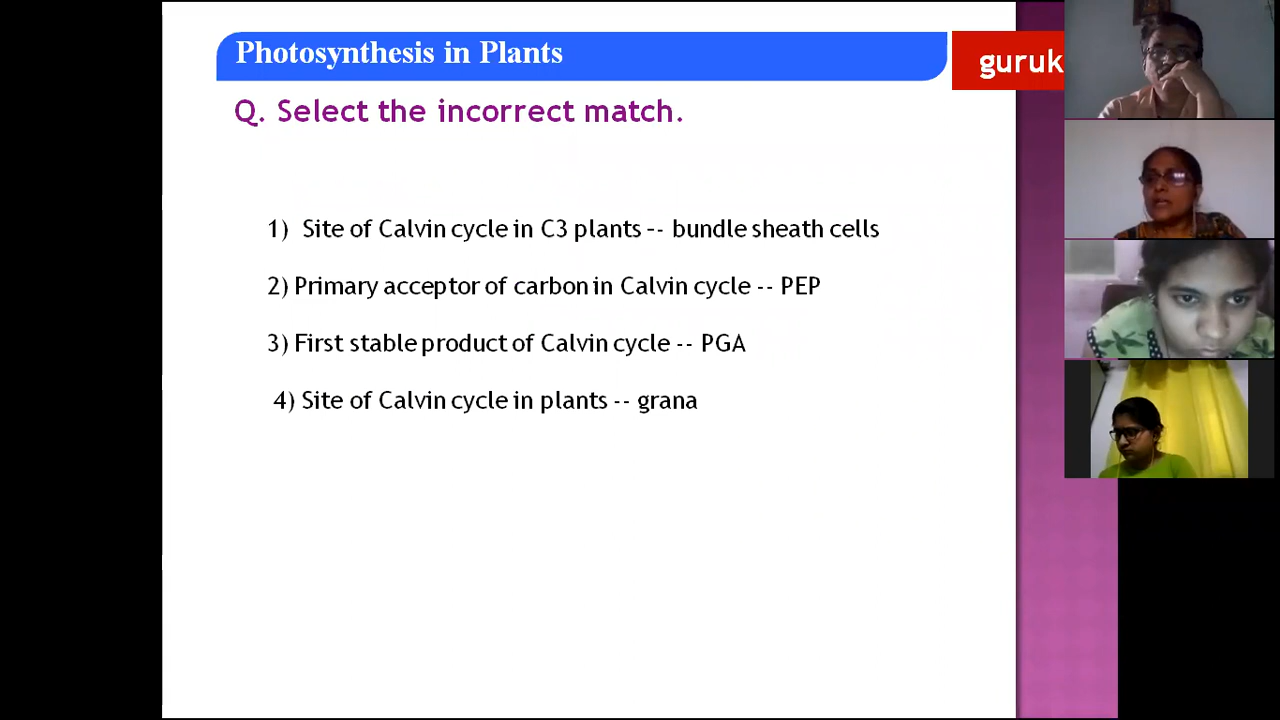 Photosynthesis in Plants
guruk
Q. Select the incorrect match.
1) Site of Calvin cycle in C3 plants -- bundle sheath cells
2) Primary acceptor of carbon in Calvin cycle -- PEP
3) First stable product of Calvin cycle -- PGA
4) Site of Calvin cycle in plants -- grana